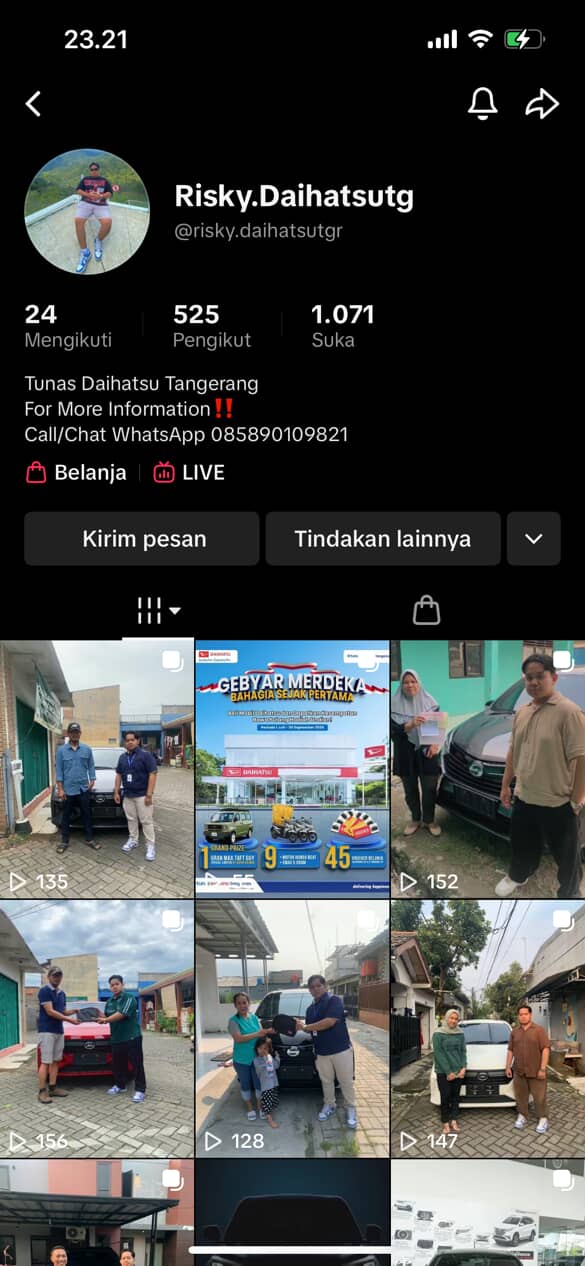 23.21
Risky.Daihatsutg
@risky.daihatsutgr
24
Mengikuti
525
Pengikut
1.071
Suka
Tunas Daihatsu Tangerang
For More Information‼️
Call/Chat WhatsApp 085890109821
Belanja
LIVE
Kirim pesan
Tindakan lainnya
DAIHATSU
GEBYAR MERDEKA
BAHAGIA SEJAK PERTAMA
DAIHATSU
GRAND PRIZE
1
9
45
135
55
152
156
128
147